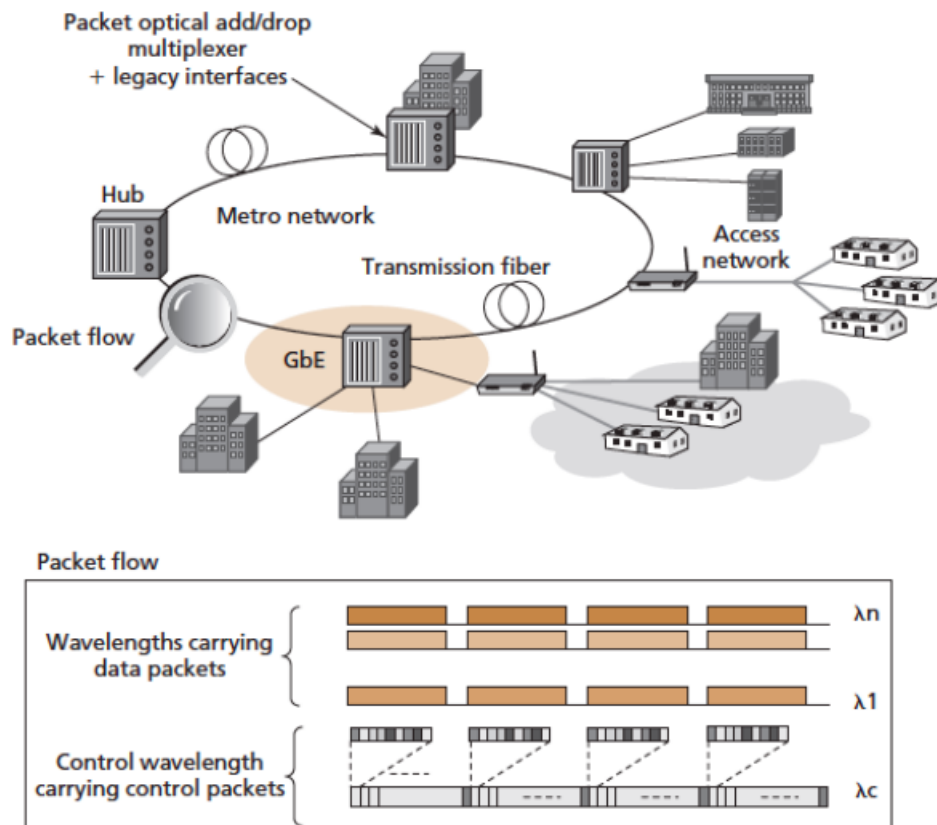 Packet optical add/drop
multiplexer
+ legacy interfaces
Hub
Metro network
Access
network
Transmission fiber
Packet flow
GbE
Packet flow
Wavelengths carrying
data packets
λn
λ1
Control wavelength
carrying control packets
λc